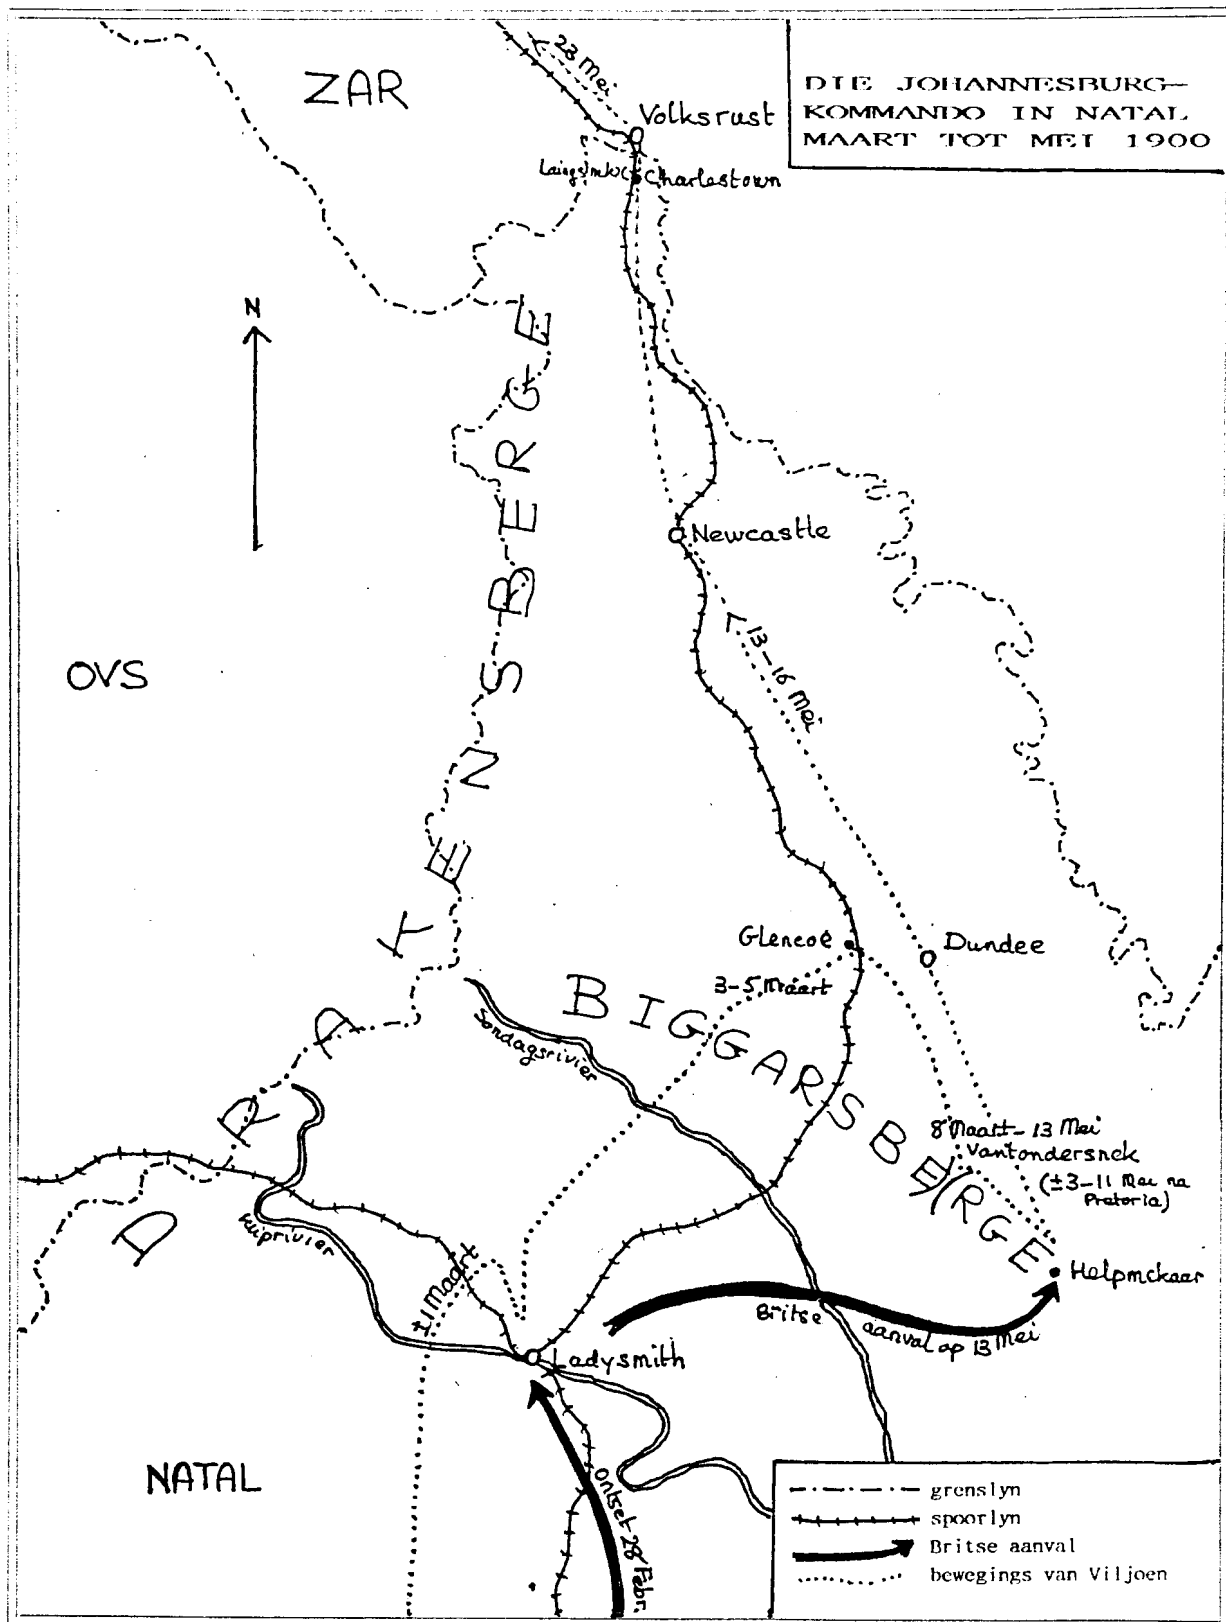 DIE JOHANNESBURG-
KOMMANDO IN NATAL
MAART TOT MEI 1900
ZAR
23 Mei
Volksrust
Charlestown
N
DRAKENSBERGE
Newcastle
OVS
13-16 Mei
Glencoe
Dundee
3-5 Maart
BIGGARSBERGE
Sondagsrivier
8 Maart - 13 Mei
Vantondersnek
(±3-11 Mei na
Pretoria)
Kliprivier
±1 Maart
Helpmekaar
Britse aanval op 13 Mei
Ladysmith
NATAL
Ontset 28 Febr.
grenslyn
spoorlyn
Britse aanval
bewegings van Viljoen